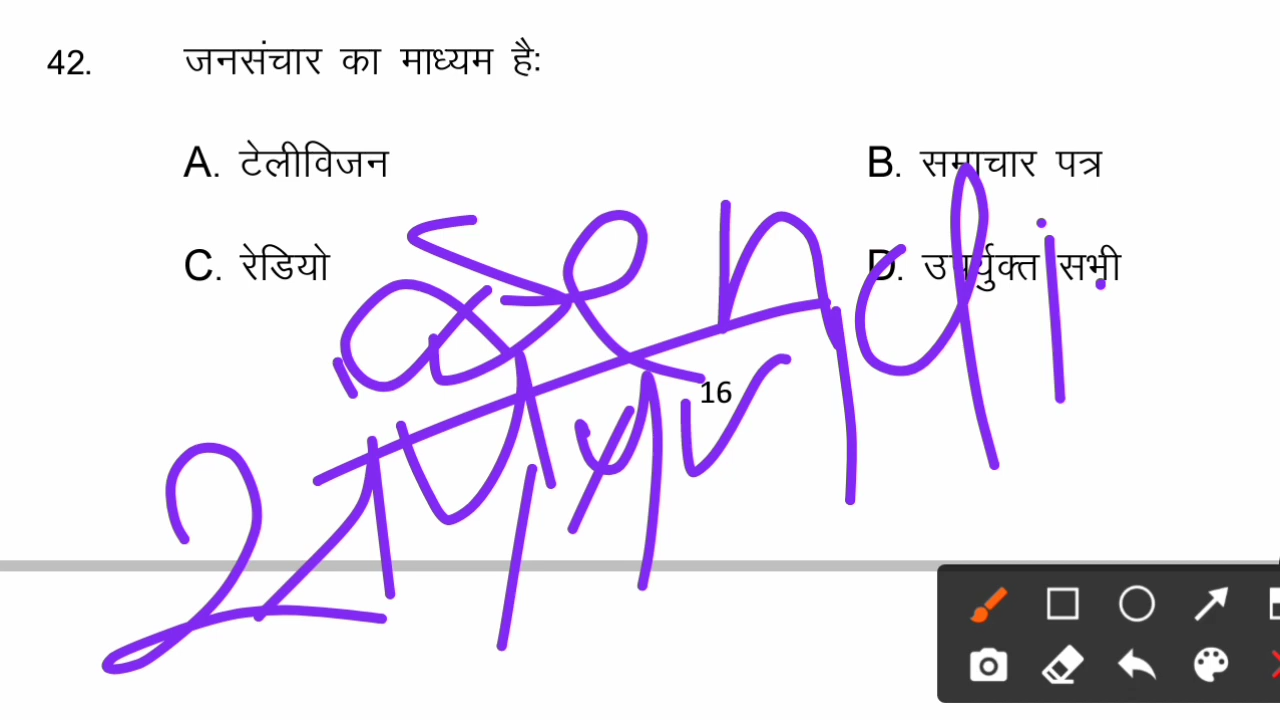 42. जनसंचार का माध्यम है:
A. टेलीविजन B. समाचार पत्र
C. रेडियो D. उपर्युक्त सभी
16